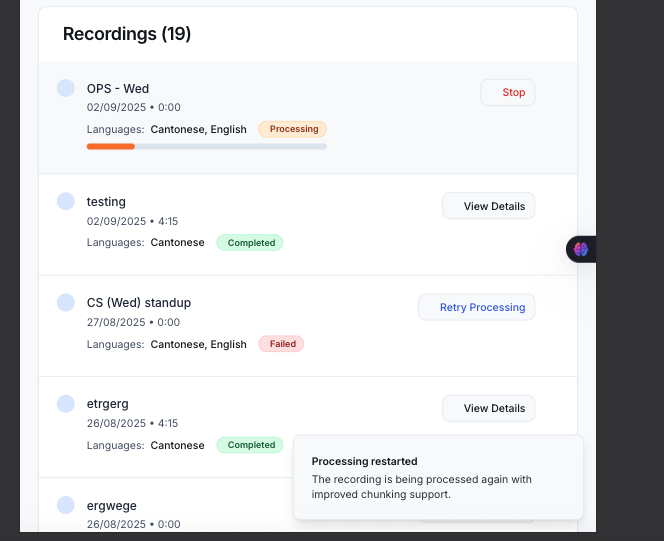 Recordings (19)
OPS - Wed
Stop
02/09/2025 • 0:00
Languages: Cantonese, English Processing
testing
View Details
02/09/2025 • 4:15
Languages: Cantonese Completed
CS (Wed) standup
Retry Processing
27/08/2025 • 0:00
Languages: Cantonese, English Failed
etrgerg
View Details
26/08/2025 • 4:15
Languages: Cantonese Completed
Processing restarted
The recording is being processed again with
improved chunking support.
ergwege
26/08/2025 • 0:00